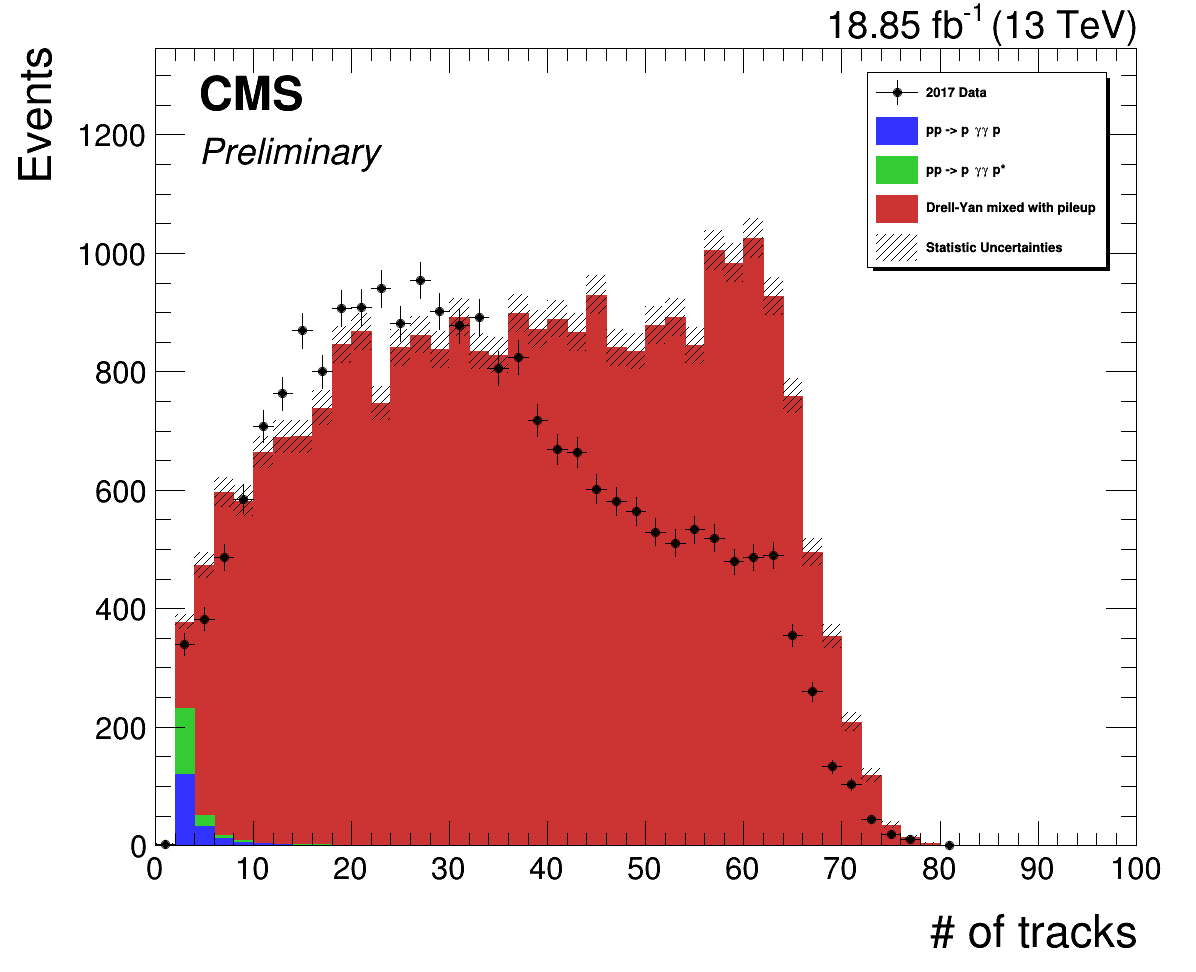 18.85 fb⁻¹ (13 TeV)
Events
CMS
Preliminary
2017 Data
pp -> p γγ p
pp -> p γγ p*
Drell-Yan mixed with pileup
Statistic Uncertainties
1200
1000
800
600
400
200
0
0 10 20 30 40 50 60 70 80 90 100
# of tracks